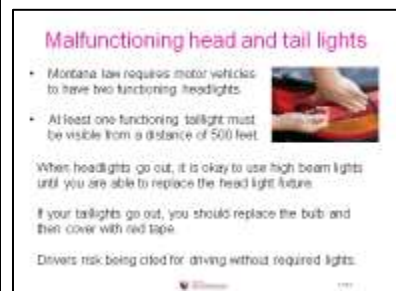 Malfunctioning head and tail lights
• Montana law requires motor vehicles
to have two functioning headlights.
• At least one functioning taillight must
be visible from a distance of 500 feet.
When headlights go out, it is okay to use high beam lights
until you are able to replace the head light fixture.
If your taillights go out, you should replace the bulb and
then cover with red tape.
Drivers risk being cited for driving without required lights.